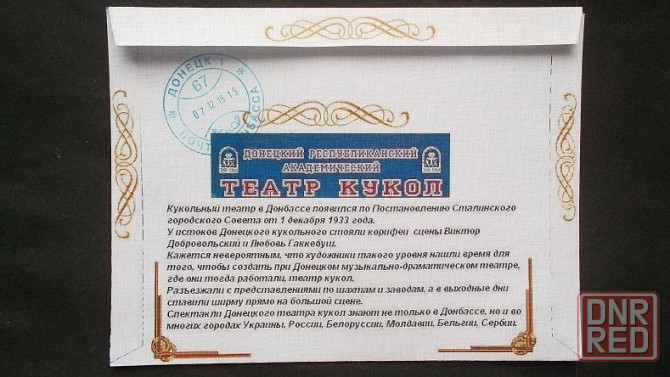 ДОНЕЦК 1
67
07.12.15.19
ПОЧТА ДОНБАССА
ДОНЕЦКИЙ РЕСПУБЛИКАНСКИЙ
АКАДЕМИЧЕСКИЙ
ТЕАТР КУКОЛ
Кукольный театр в Донбассе появился по Постановлению Сталинского
городского Совета от 1 декабря 1933 года.
У истоков Донецкого кукольного стояли корифеи сцены Виктор
Добровольский и Любовь Гаккебуш.
Кажется невероятным, что художники такого уровня нашли время для
того, чтобы создать при Донецком музыкально-драматическом театре,
где они тогда работали, театр кукол.
Разъезжали с представлениями по шахтам и заводам, а в выходные дни
ставили ширму прямо на большой сцене.
Спектакли Донецкого театра кукол знают не только в Донбассе, но и во
многих городах Украины, России, Белоруссии, Молдавии, Бельгии, Сербии.
DNR
RED